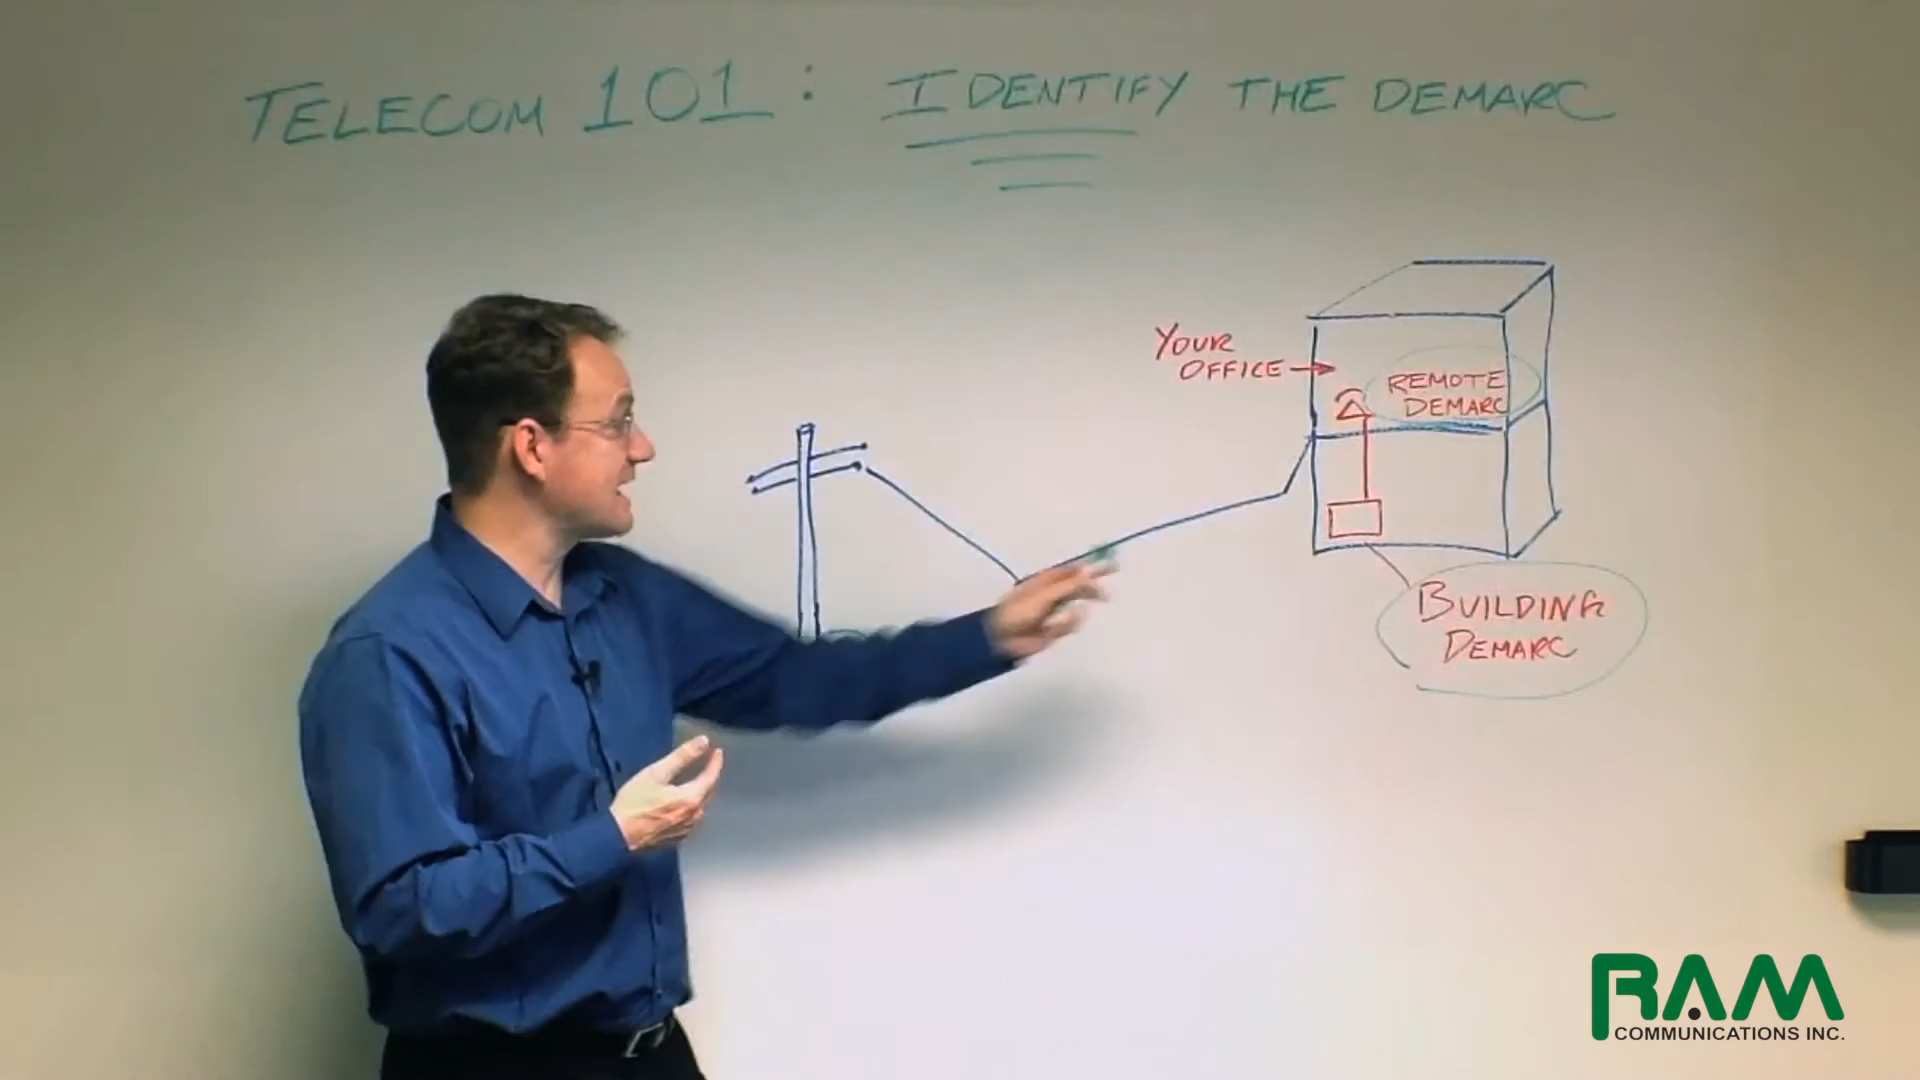 TELECOM 101: IDENTIFY THE DEMARC
YOUR
OFFICE
REMOTE
DEMARC
BUILDING
DEMARC
RAM
COMMUNICATIONS INC.